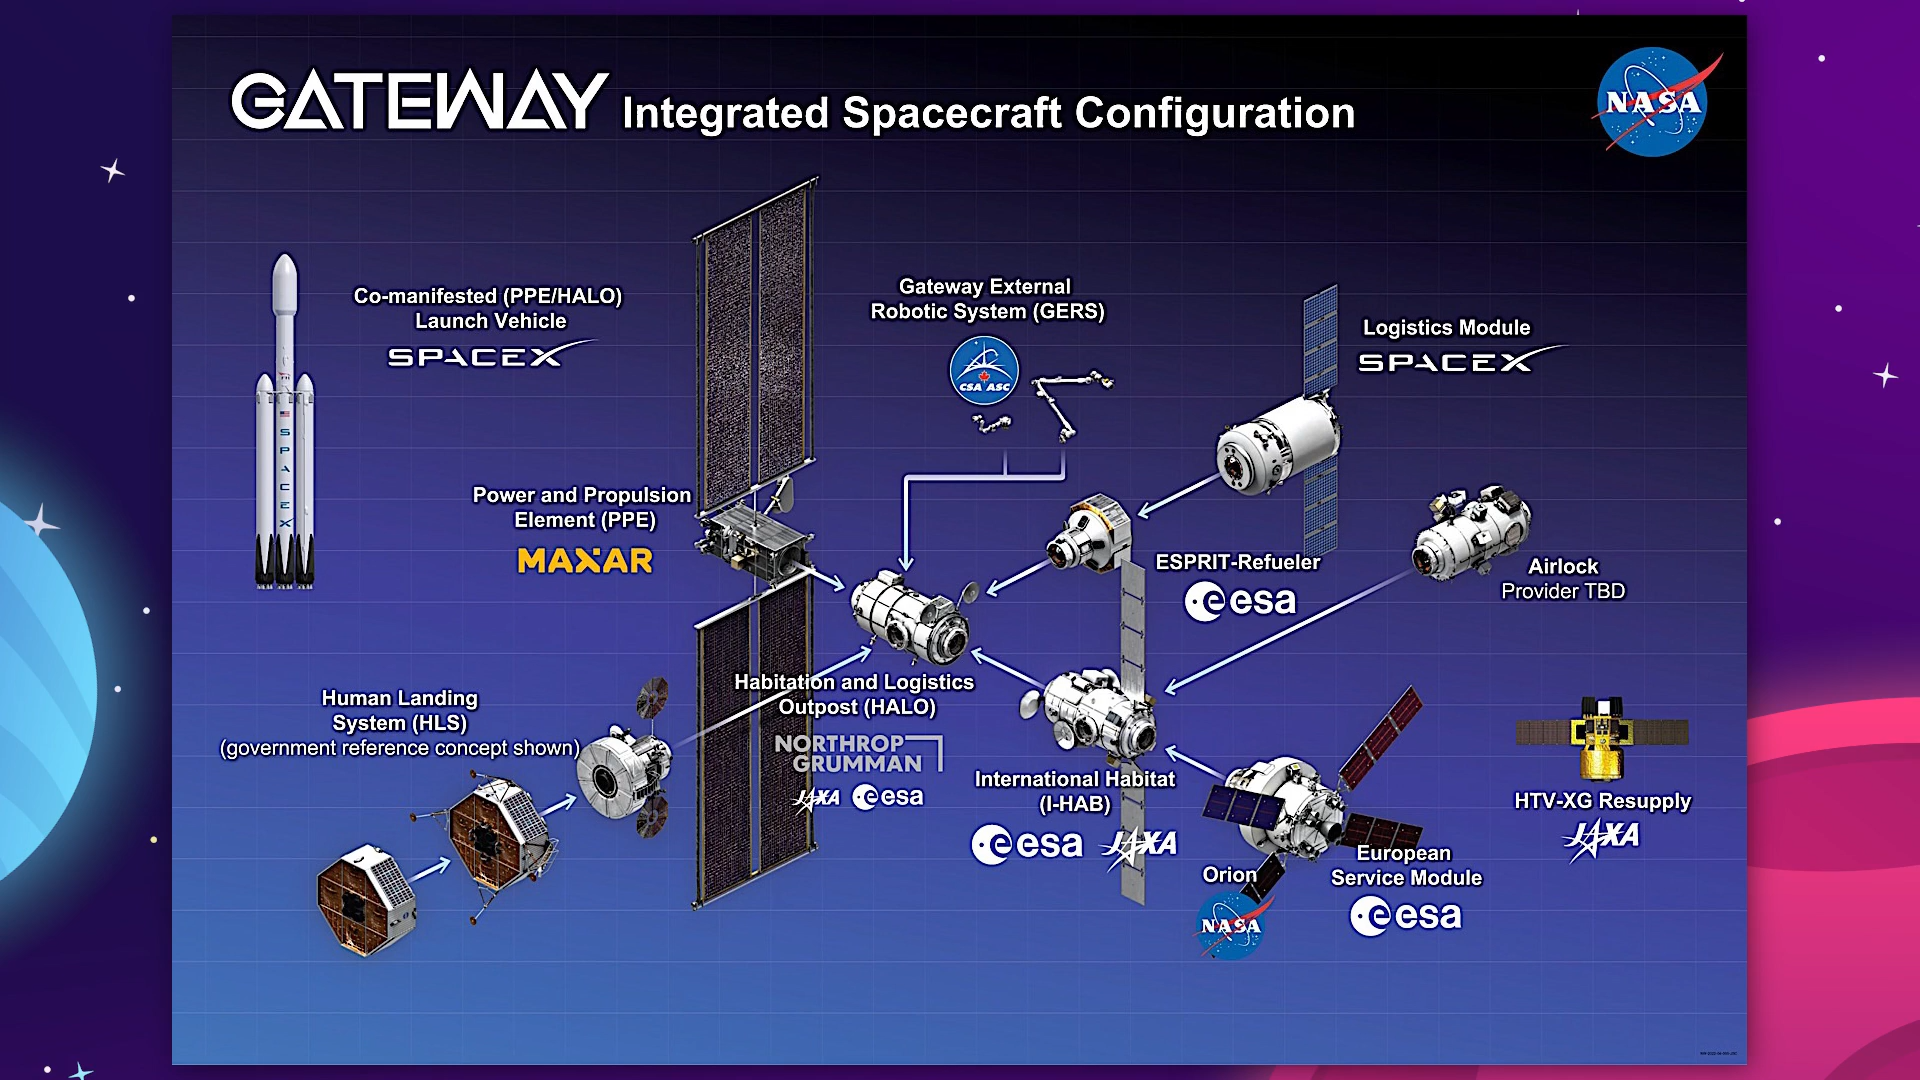 GATEWAY Integrated Spacecraft Configuration
NASA
Co-manifested (PPE/HALO)
Launch Vehicle
SPACEX
SPACEX
Gateway External
Robotic System (GERS)
CSA ASC
Logistics Module
SPACEX
Power and Propulsion
Element (PPE)
MAXAR
ESPRIT-Refueler
esa
Airlock
Provider TBD
Habitation and Logistics
Outpost (HALO)
NORTHROP
GRUMMAN
JAXA esa
Human Landing
System (HLS)
(government reference concept shown)
International Habitat
(I-HAB)
esa JAXA
Orion
NASA
European
Service Module
esa
HTV-XG Resupply
JAXA